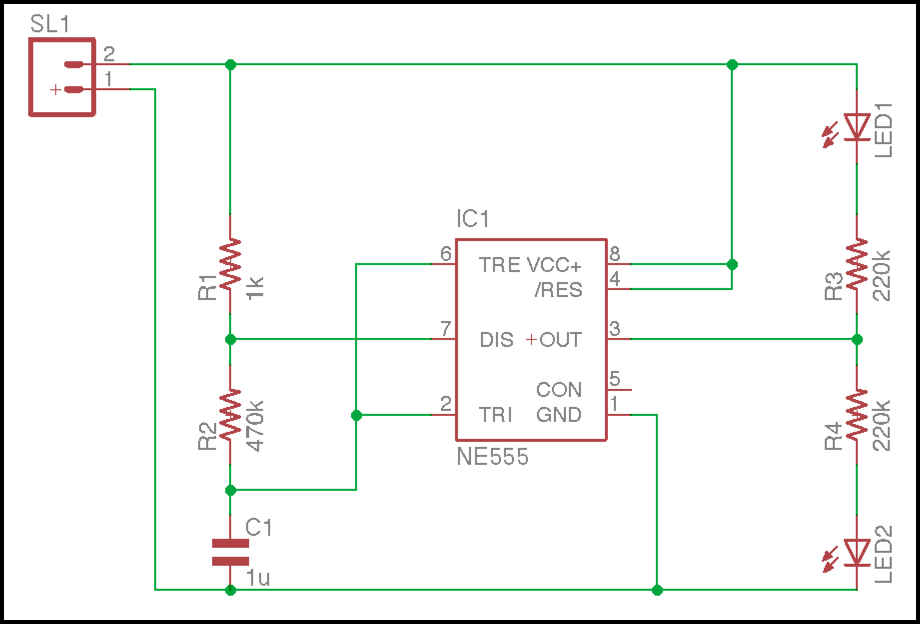 SL1
2
+ 1
LED1
IC1
6 TRE VCC+ 8
/RES 4
R1 1k
R3 220k
7 DIS +OUT 3
CON 5
2 TRI GND 1
R2 470k
R4 220k
NE555
C1
1u
LED2